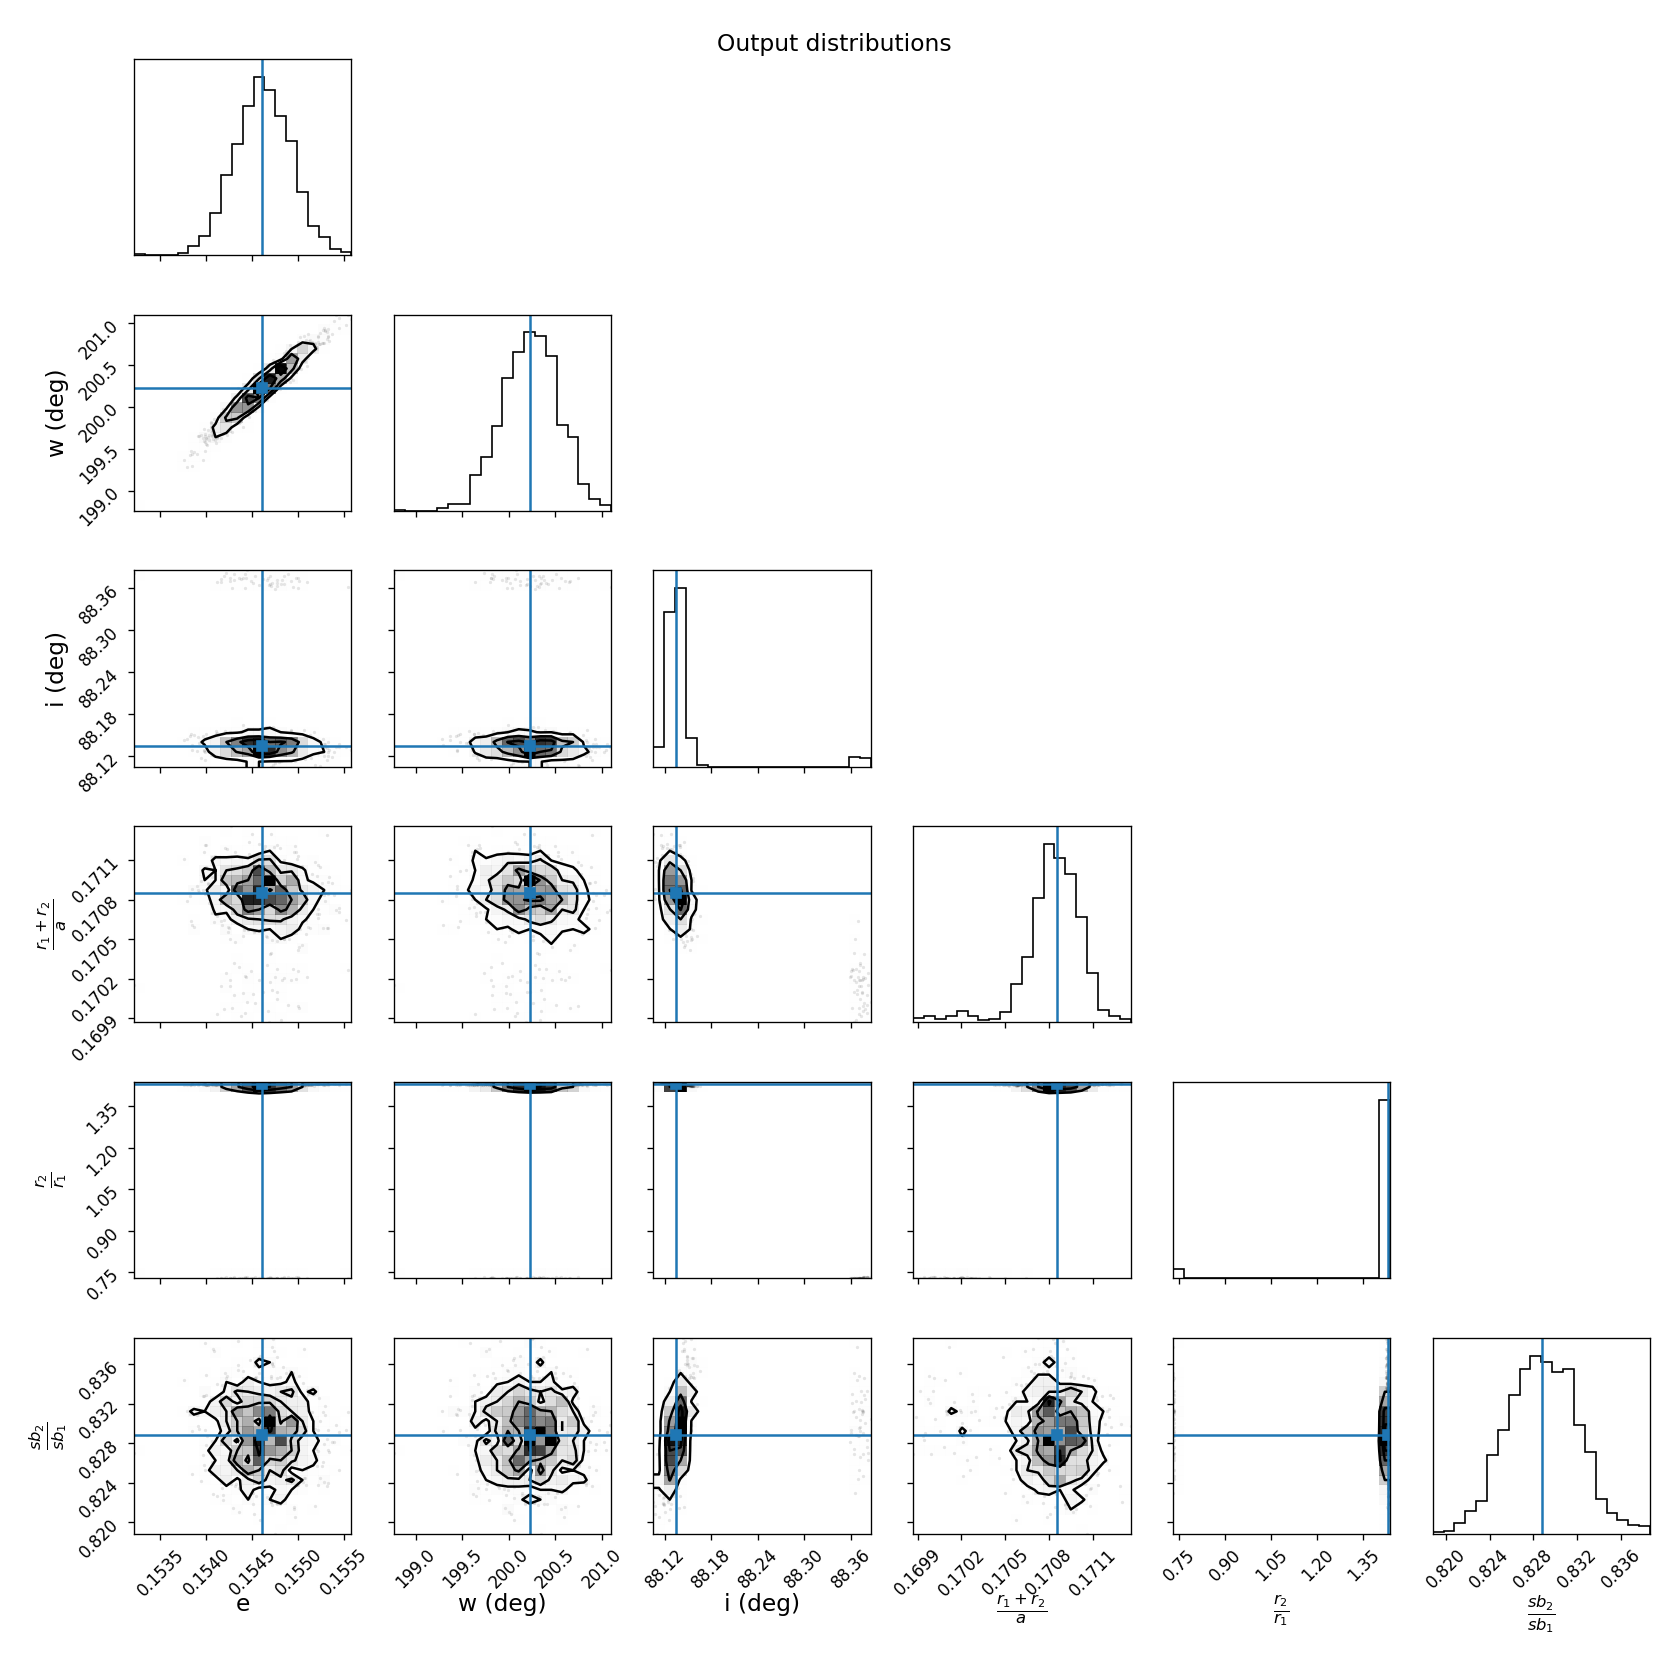 Output distributions
w (deg)
201.0
200.5
200.0
199.5
199.0
i (deg)
88.36
88.30
88.24
88.18
88.12
r1 + r2
a
0.1711
0.1708
0.1705
0.1702
0.1699
r2
r1
1.35
1.20
1.05
0.90
0.75
sb2
sb1
0.836
0.832
0.828
0.824
0.820
0.1535 0.1540 0.1545 0.1550 0.1555
199.0 199.5 200.0 200.5 201.0
88.12 88.18 88.24 88.30 88.36
0.1699 0.1702 0.1705 0.1708 0.1711
0.75 0.90 1.05 1.20 1.35
0.820 0.824 0.828 0.832 0.836
e
w (deg)
i (deg)
r1 + r2
a
r2
r1
sb2
sb1